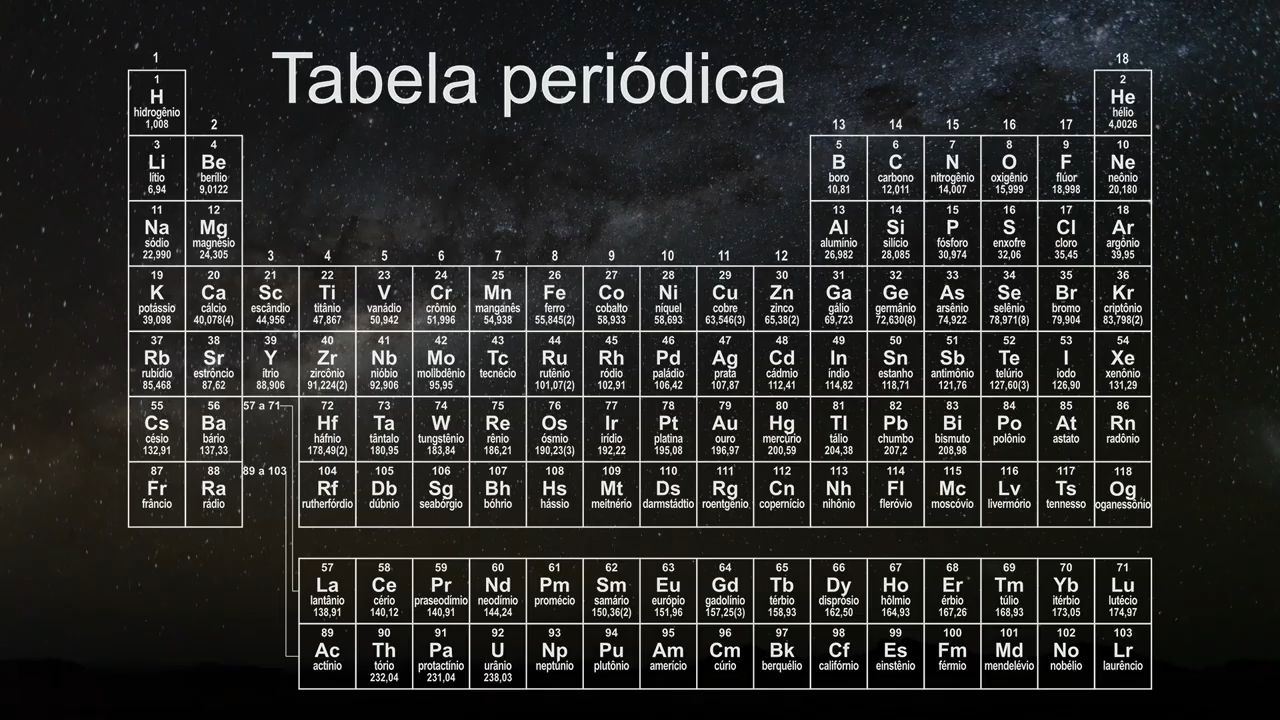 Tabela periódica
1 18
1 2
H He
hidrogênio hélio
1,008 4,0026
2 13 14 15 16 17
3 4 5 6 7 8 9 10
Li Be B C N O F Ne
lítio berílio boro carbono nitrogênio oxigênio flúor neônio
6,94 9,0122 10,81 12,011 14,007 15,999 18,998 20,180
11 12 13 14 15 16 17 18
Na Mg Al Si P S Cl Ar
sódio magnésio alumínio silício fósforo enxofre cloro argônio
22,990 24,305 26,982 28,085 30,974 32,06 35,45 39,95
3 4 5 6 7 8 9 10 11 12
19 20 21 22 23 24 25 26 27 28 29 30 31 32 33 34 35 36
K Ca Sc Ti V Cr Mn Fe Co Ni Cu Zn Ga Ge As Se Br Kr
potássio cálcio escândio titânio vanádio crômio manganês ferro cobalto níquel cobre zinco gálio germânio arsênio selênio bromo criptônio
39,098 40,078(4) 44,956 47,867 50,942 51,996 54,938 55,845(2) 58,933 58,693 63,546(3) 65,38(2) 69,723 72,630(8) 74,922 78,971(8) 79,904 83,798(2)
37 38 39 40 41 42 43 44 45 46 47 48 49 50 51 52 53 54
Rb Sr Y Zr Nb Mo Tc Ru Rh Pd Ag Cd In Sn Sb Te I Xe
rubídio estrôncio ítrio zircônio nióbio molibdênio tecnécio rutênio ródio paládio prata cádmio índio estanho antimônio telúrio iodo xenônio
85,468 87,62 88,906 91,224(2) 92,906 95,95 101,07(2) 102,91 106,42 107,87 112,41 114,82 118,71 121,76 127,60(3) 126,90 131,29
55 56 57 a 71 72 73 74 75 76 77 78 79 80 81 82 83 84 85 86
Cs Ba Hf Ta W Re Os Ir Pt Au Hg Tl Pb Bi Po At Rn
césio bário háfnio tântalo tungstênio rênio ósmio irídio platina ouro mercúrio tálio chumbo bismuto polônio astato radônio
132,91 137,33 178,49(2) 180,95 183,84 186,21 190,23(3) 192,22 195,08 196,97 200,59 204,38 207,2 208,98
87 88 89 a 103 104 105 106 107 108 109 110 111 112 113 114 115 116 117 118
Fr Ra Rf Db Sg Bh Hs Mt Ds Rg Cn Nh Fl Mc Lv Ts Og
frâncio rádio rutherfórdio dúbnio seabórgio bóhrio hássio meitnério darmstádtio roentgênio copernício nihônio fleróvio moscóvio livermório tennesso oganessônio
57 58 59 60 61 62 63 64 65 66 67 68 69 70 71
La Ce Pr Nd Pm Sm Eu Gd Tb Dy Ho Er Tm Yb Lu
lantânio cério praseodímio neodímio promécio samário európio gadolínio térbio disprósio hólmio érbio túlio itérbio lutécio
138,91 140,12 140,91 144,24 150,36(2) 151,96 157,25(3) 158,93 162,50 164,93 167,26 168,93 173,05 174,97
89 90 91 92 93 94 95 96 97 98 99 100 101 102 103
Ac Th Pa U Np Pu Am Cm Bk Cf Es Fm Md No Lr
actínio tório protactínio urânio neptúnio plutônio amerício cúrio berquélio califórnio einstênio férmio mendelévio nobélio laurêncio
232,04 231,04 238,03